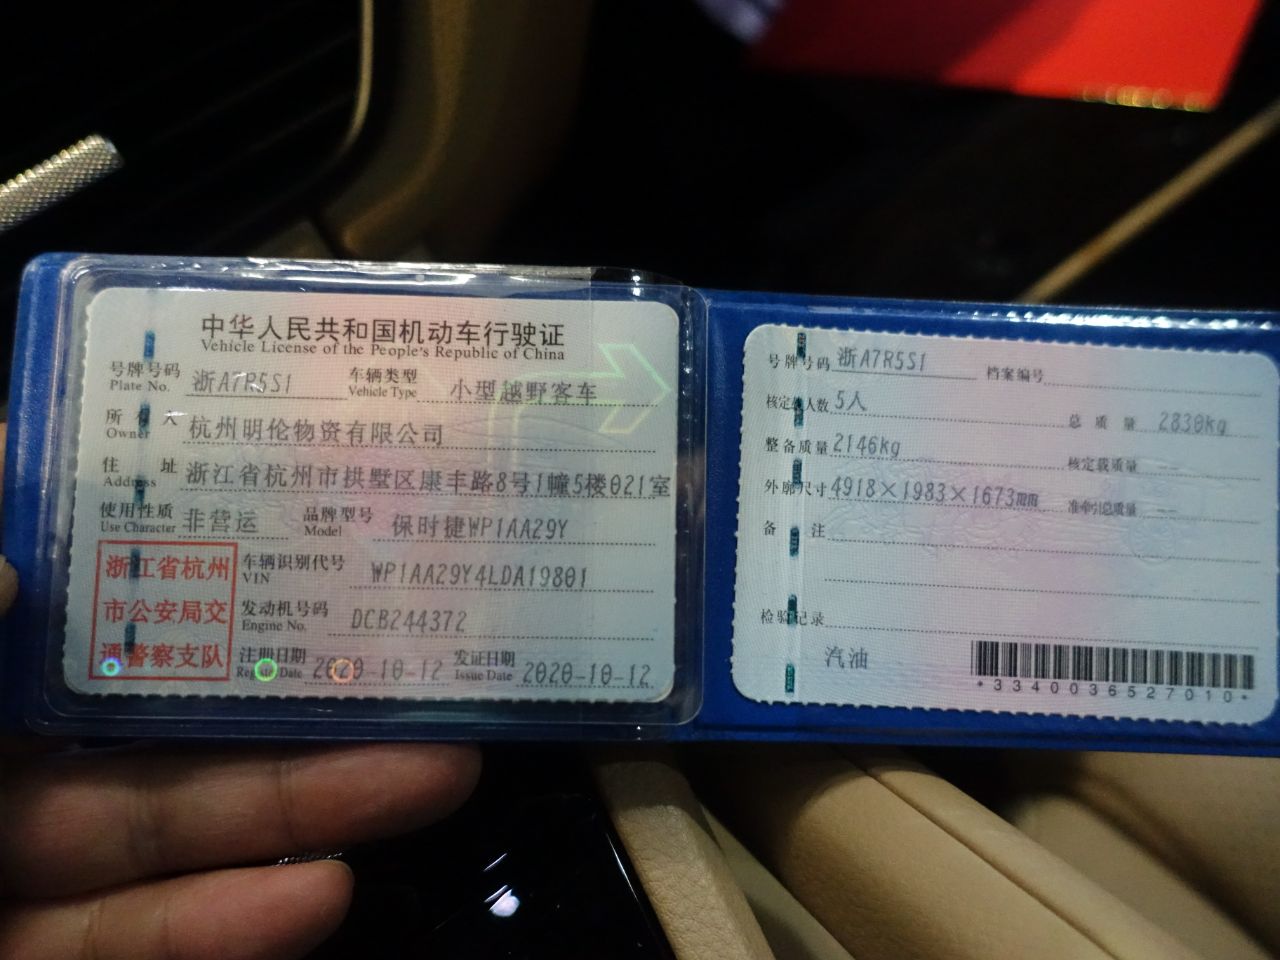 中华人民共和国机动车行驶证
Vehicle License of the People's Republic of China
号牌号码 浙A7R5S1 车辆类型 小型越野客车
Plate No. Vehicle Type
所有人 杭州明伦物资有限公司
Owner
住址 浙江省杭州市拱墅区康丰路8号1幢5楼021室
Address
使用性质 非营运 品牌型号 保时捷WP1AA29Y
Use Character Model
浙江省杭州
市公安局交
通警察支队
车辆识别代号 WP1AA29Y4LDA19801
VIN
发动机号码 DCB244372
Engine No.
注册日期 2020-10-12 发证日期 2020-10-12
Register Date Issue Date
号牌号码 浙A7R5S1 档案编号
核定载人数 5人 总质量 2830kg
整备质量 2146kg 核定载质量 --
外廓尺寸 4918×1983×1673mm 准牵引总质量 --
备注
检验记录
汽油
*3340036527010*